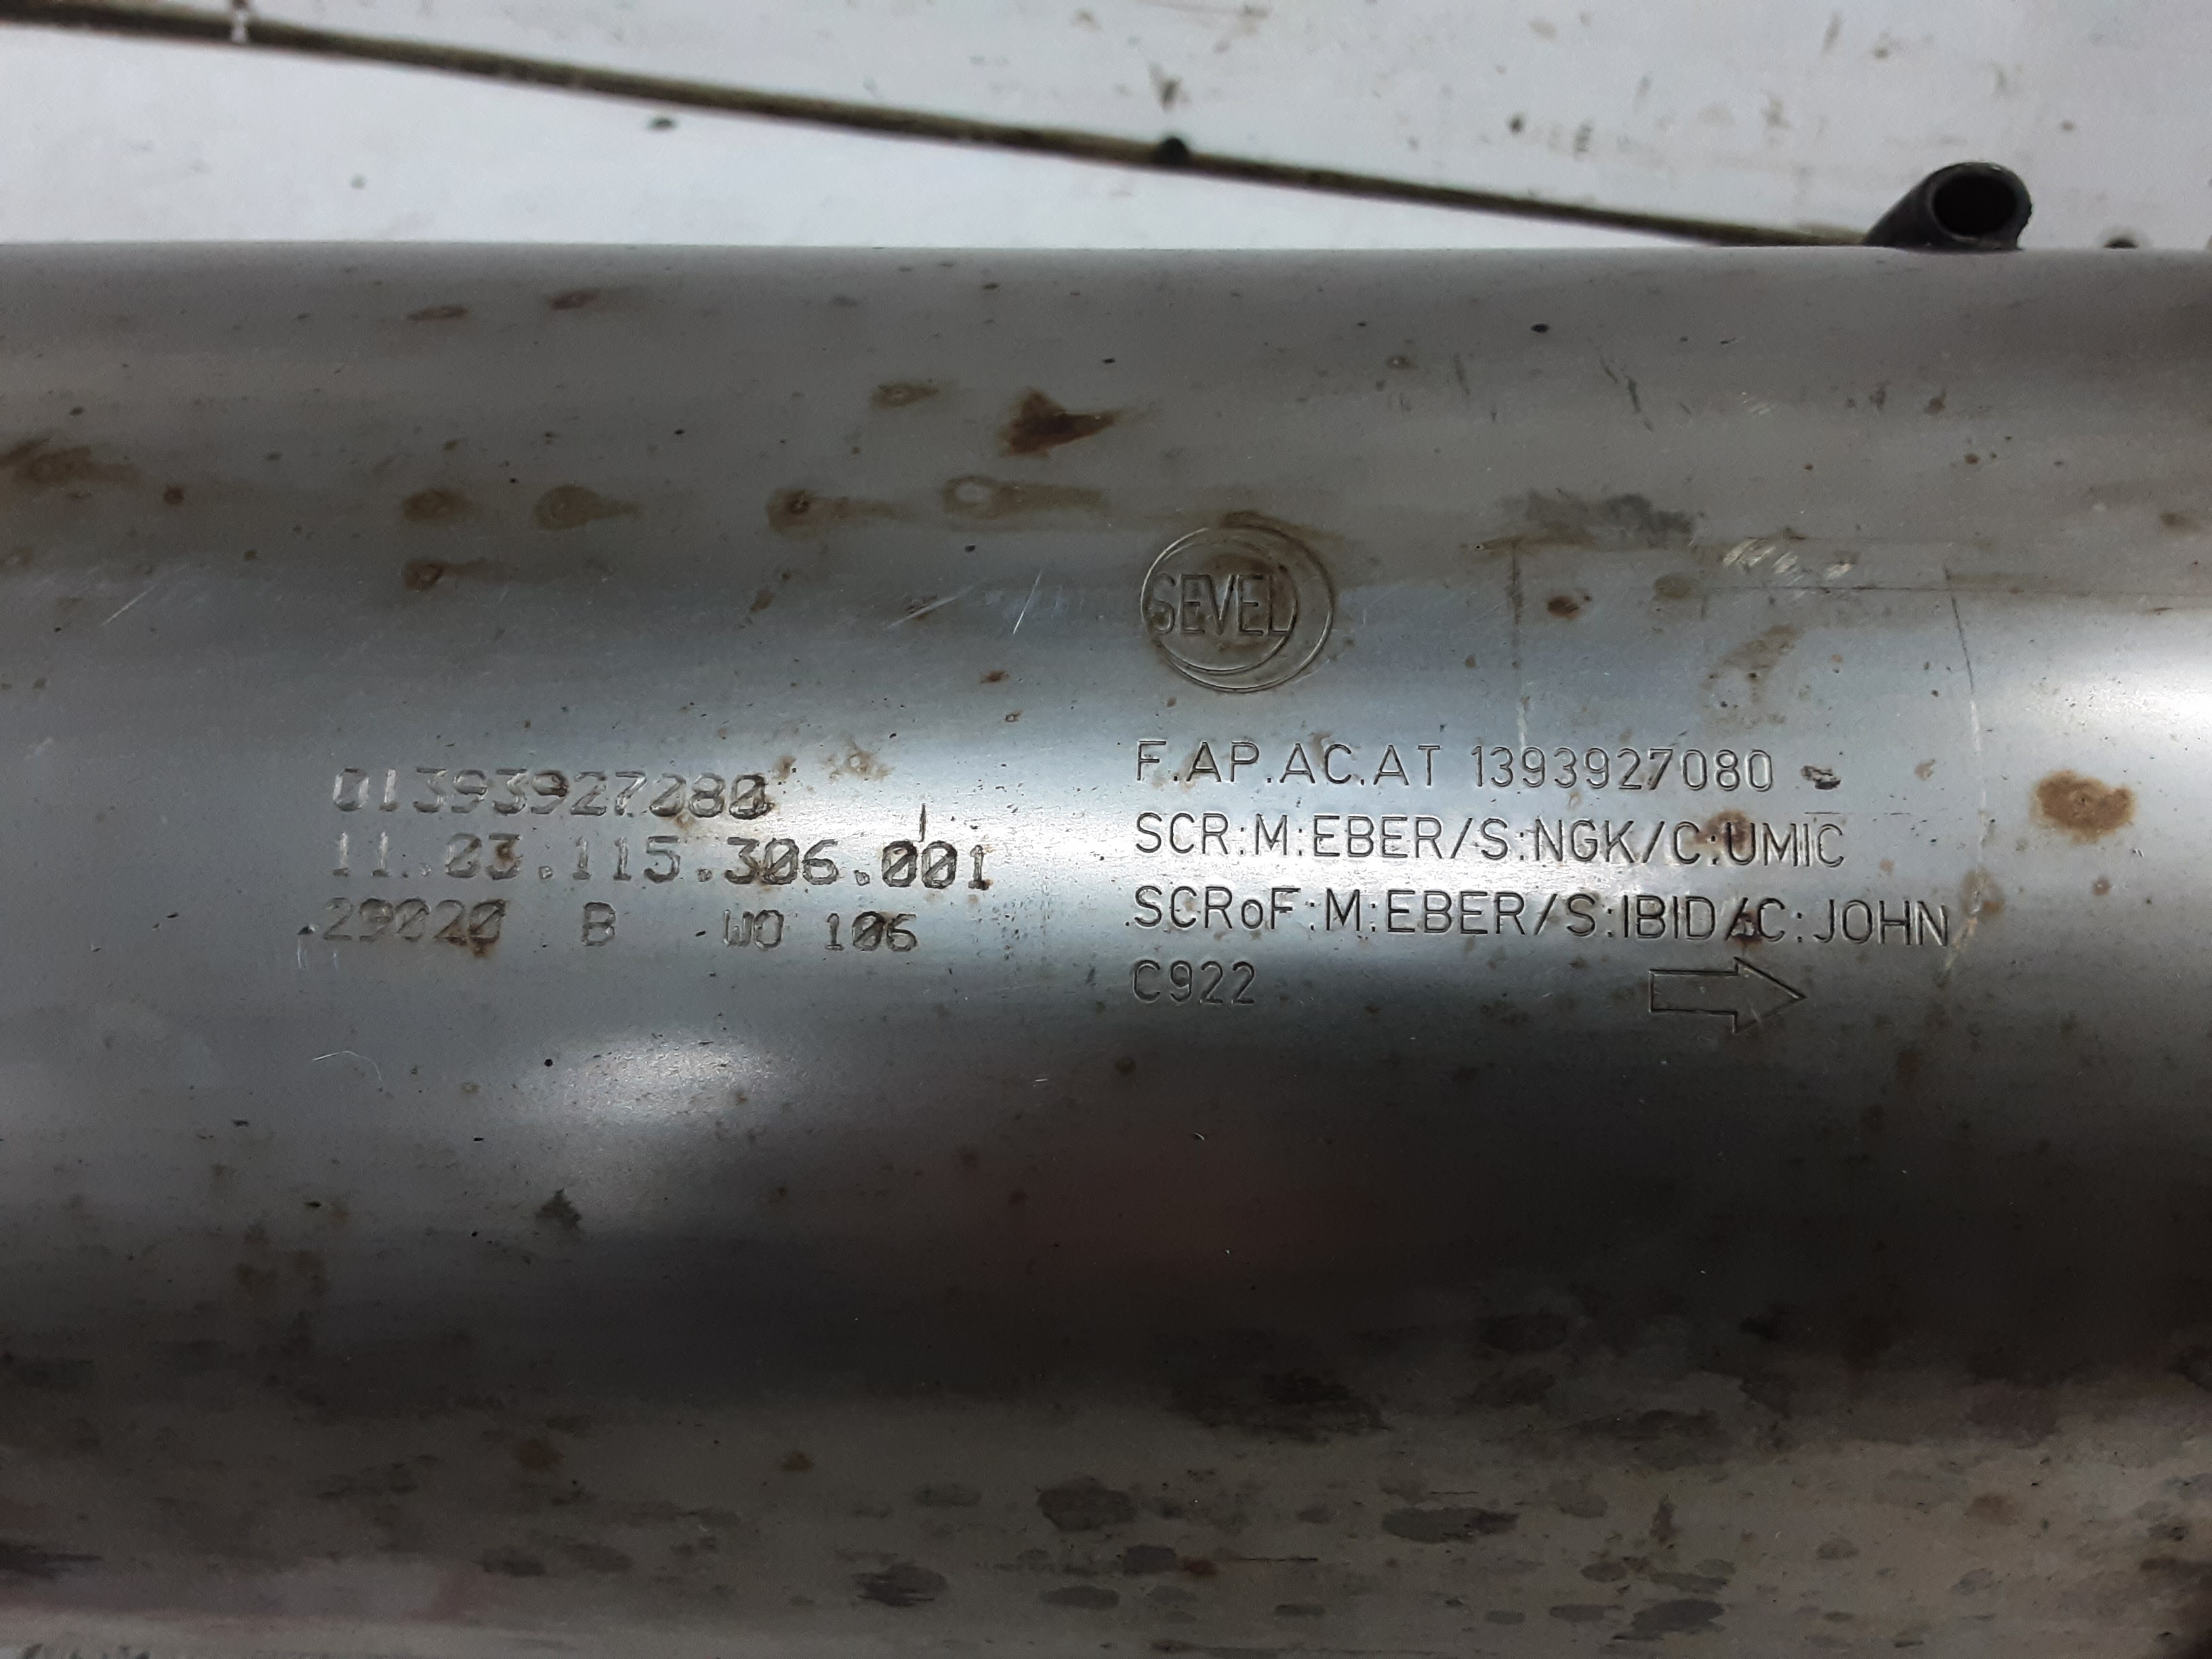 SEVEL
01393927080
11.03.115.306.001
29020 B WO 106
F.AP.AC.AT 1393927080
SCR:M:EBER/S:NGK/C:UMIC
SCRoF:M:EBER/S:IBID/C:JOHN
C922